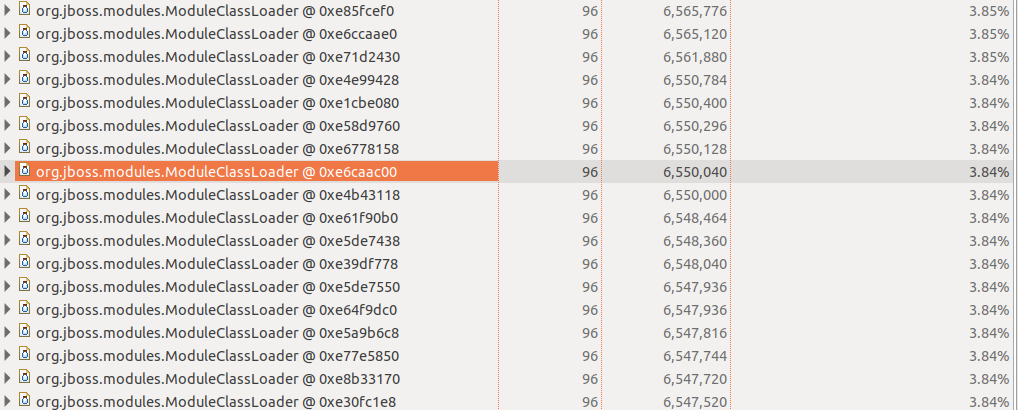 org.jboss.modules.ModuleClassLoader @ 0xe85fcef0 96 6,565,776 3.85%
org.jboss.modules.ModuleClassLoader @ 0xe6ccaae0 96 6,565,120 3.85%
org.jboss.modules.ModuleClassLoader @ 0xe71d2430 96 6,561,880 3.85%
org.jboss.modules.ModuleClassLoader @ 0xe4e99428 96 6,550,784 3.84%
org.jboss.modules.ModuleClassLoader @ 0xe1cbe080 96 6,550,400 3.84%
org.jboss.modules.ModuleClassLoader @ 0xe58d9760 96 6,550,296 3.84%
org.jboss.modules.ModuleClassLoader @ 0xe6778158 96 6,550,128 3.84%
org.jboss.modules.ModuleClassLoader @ 0xe6caac00 96 6,550,040 3.84%
org.jboss.modules.ModuleClassLoader @ 0xe4b43118 96 6,550,000 3.84%
org.jboss.modules.ModuleClassLoader @ 0xe61f90b0 96 6,548,464 3.84%
org.jboss.modules.ModuleClassLoader @ 0xe5de7438 96 6,548,360 3.84%
org.jboss.modules.ModuleClassLoader @ 0xe39df778 96 6,548,040 3.84%
org.jboss.modules.ModuleClassLoader @ 0xe5de7550 96 6,547,936 3.84%
org.jboss.modules.ModuleClassLoader @ 0xe64f9dc0 96 6,547,936 3.84%
org.jboss.modules.ModuleClassLoader @ 0xe5a9b6c8 96 6,547,816 3.84%
org.jboss.modules.ModuleClassLoader @ 0xe77e5850 96 6,547,744 3.84%
org.jboss.modules.ModuleClassLoader @ 0xe8b33170 96 6,547,720 3.84%
org.jboss.modules.ModuleClassLoader @ 0xe30fc1e8 96 6,547,520 3.84%